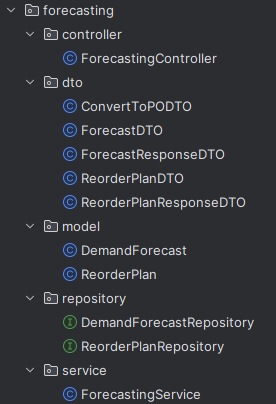 forecasting
controller
ForecastingController
dto
ConvertToPODTO
ForecastDTO
ForecastResponseDTO
ReorderPlanDTO
ReorderPlanResponseDTO
model
DemandForecast
ReorderPlan
repository
DemandForecastRepository
ReorderPlanRepository
service
ForecastingService